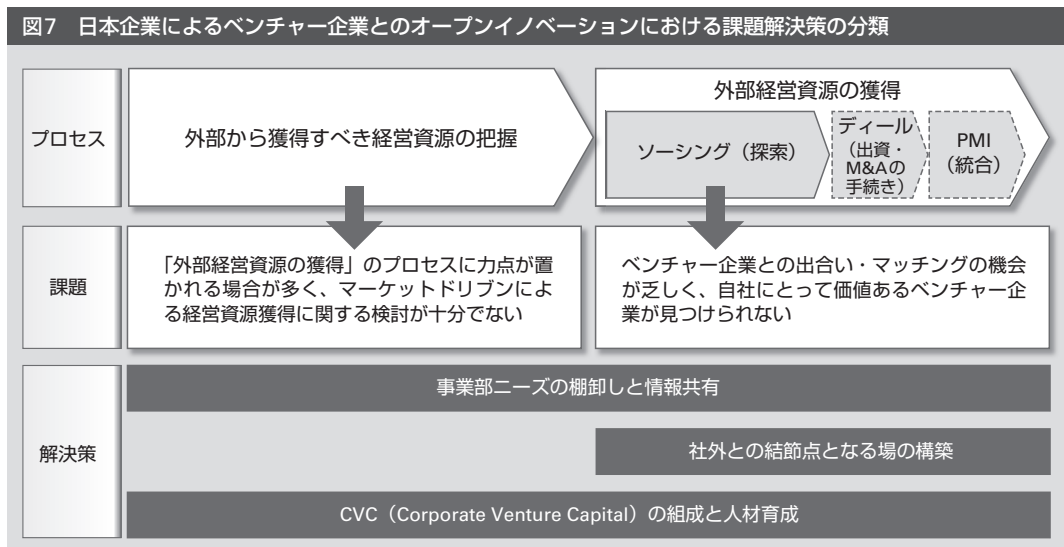 図7 日本企業によるベンチャー企業とのオープンイノベーションにおける課題解決策の分類
プロセス
外部から獲得すべき経営資源の把握
外部経営資源の獲得
ソーシング（探索）
ディール
（出資・
M&Aの
手続き）
PMI
（統合）
課題
「外部経営資源の獲得」のプロセスに力点が置
かれる場合が多く、マーケットドリブンによ
る経営資源獲得に関する検討が十分でない
ベンチャー企業との出合い・マッチングの機会
が乏しく、自社にとって価値あるベンチャー企
業が見つけられない
解決策
事業部ニーズの棚卸しと情報共有
社外との結節点となる場の構築
CVC（Corporate Venture Capital）の組成と人材育成